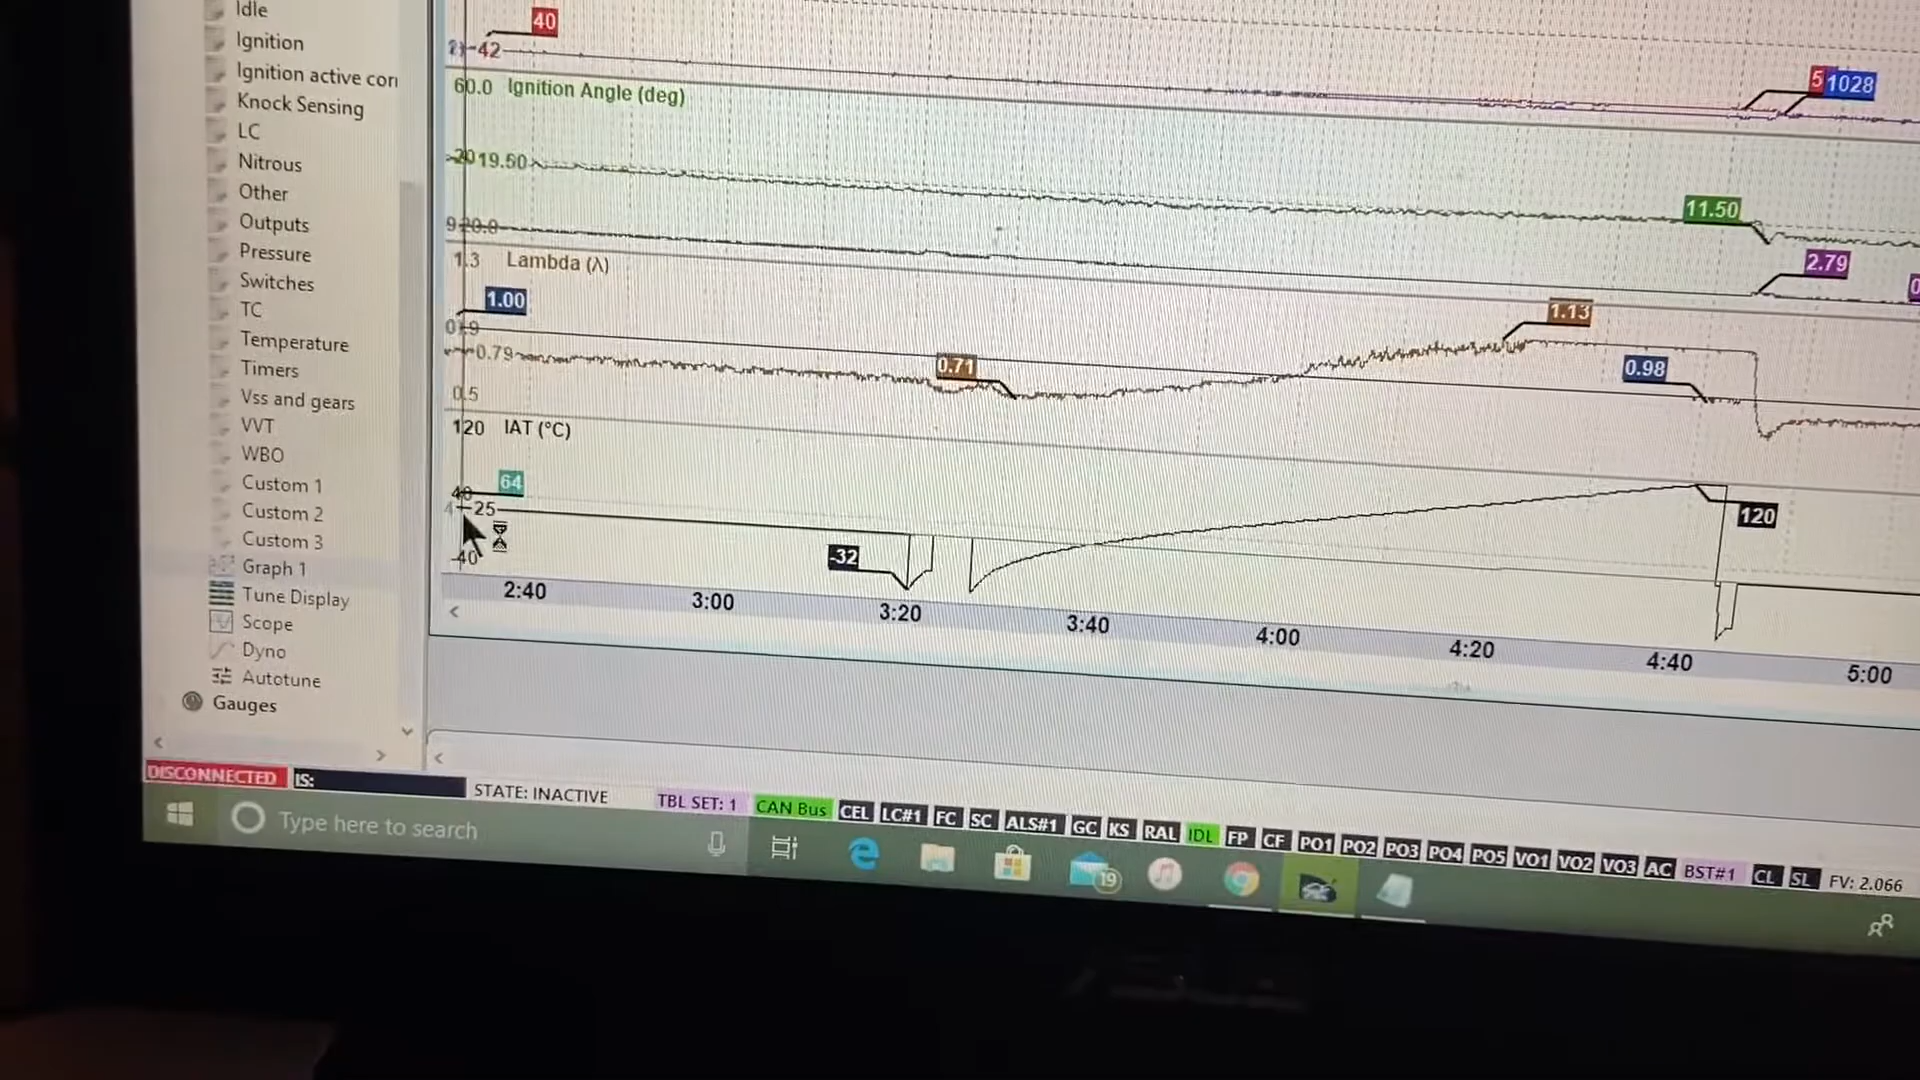 Idle
Ignition
Ignition active corr
Knock Sensing
LC
Nitrous
Other
Outputs
Pressure
Switches
TC
Temperature
Timers
Vss and gears
VVT
WBO
Custom 1
Custom 2
Custom 3
Graph 1
Tune Display
Scope
Dyno
Autotune
Gauges
40
42
5 1028
60.0 Ignition Angle (deg)
19.50
11.50
2.79
1.3 Lambda (λ)
1.00
1.13
0.79
0.71
0.98
0.5
120 IAT (°C)
64
40
25
-32
120
-40
2:40 3:00 3:20 3:40 4:00 4:20 4:40 5:00
DISCONNECTED IS: STATE: INACTIVE TBL SET: 1 CAN Bus CEL LC#1 FC SC ALS#1 GC KS RAL IDL FP CF PO1 PO2 PO3 PO4 PO5 VO1 VO2 VO3 AC BST#1 CL SL FV: 2.066
Type here to search
19